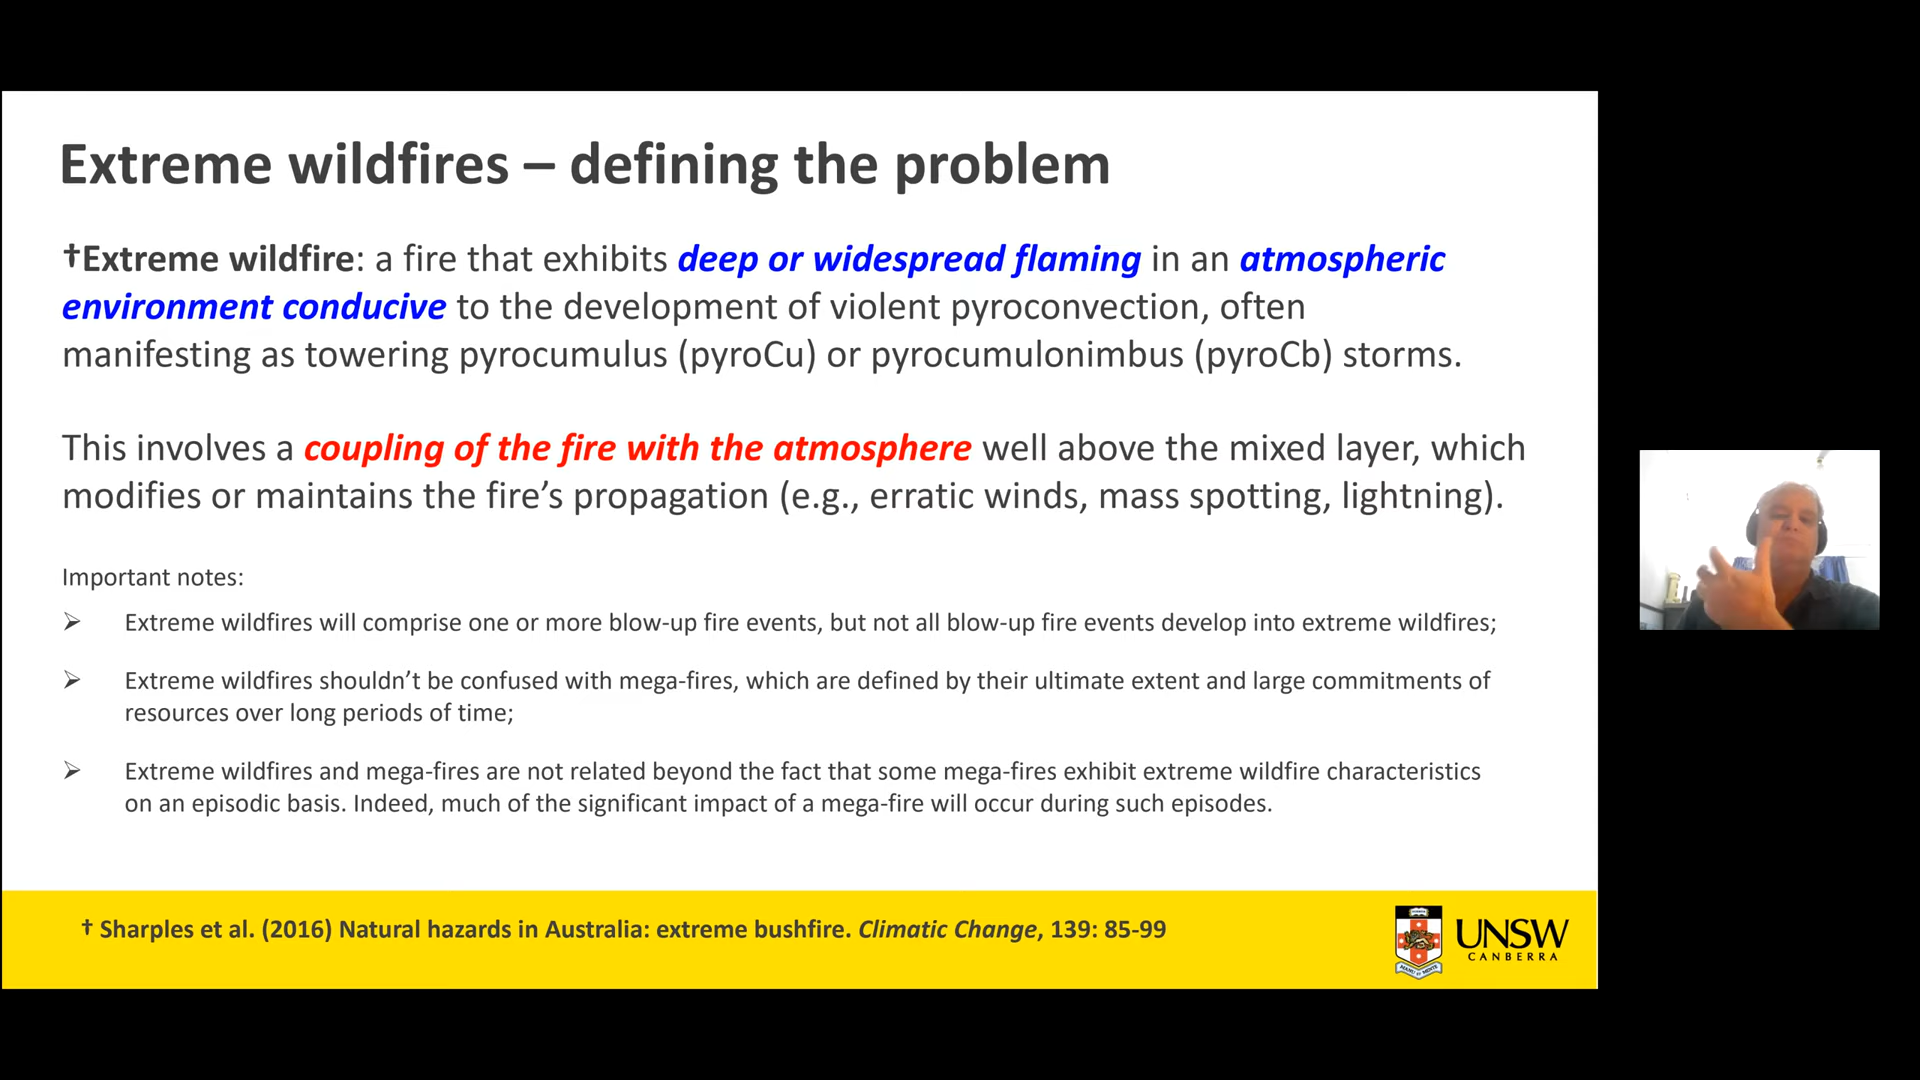 Extreme wildfires – defining the problem
†Extreme wildfire: a fire that exhibits deep or widespread flaming in an atmospheric
environment conducive to the development of violent pyroconvection, often
manifesting as towering pyrocumulus (pyroCu) or pyrocumulonimbus (pyroCb) storms.
This involves a coupling of the fire with the atmosphere well above the mixed layer, which
modifies or maintains the fire’s propagation (e.g., erratic winds, mass spotting, lightning).
Important notes:
➢ Extreme wildfires will comprise one or more blow-up fire events, but not all blow-up fire events develop into extreme wildfires;
➢ Extreme wildfires shouldn’t be confused with mega-fires, which are defined by their ultimate extent and large commitments of
resources over long periods of time;
➢ Extreme wildfires and mega-fires are not related beyond the fact that some mega-fires exhibit extreme wildfire characteristics
on an episodic basis. Indeed, much of the significant impact of a mega-fire will occur during such episodes.
† Sharples et al. (2016) Natural hazards in Australia: extreme bushfire. Climatic Change, 139: 85-99
UNSW
CANBERRA